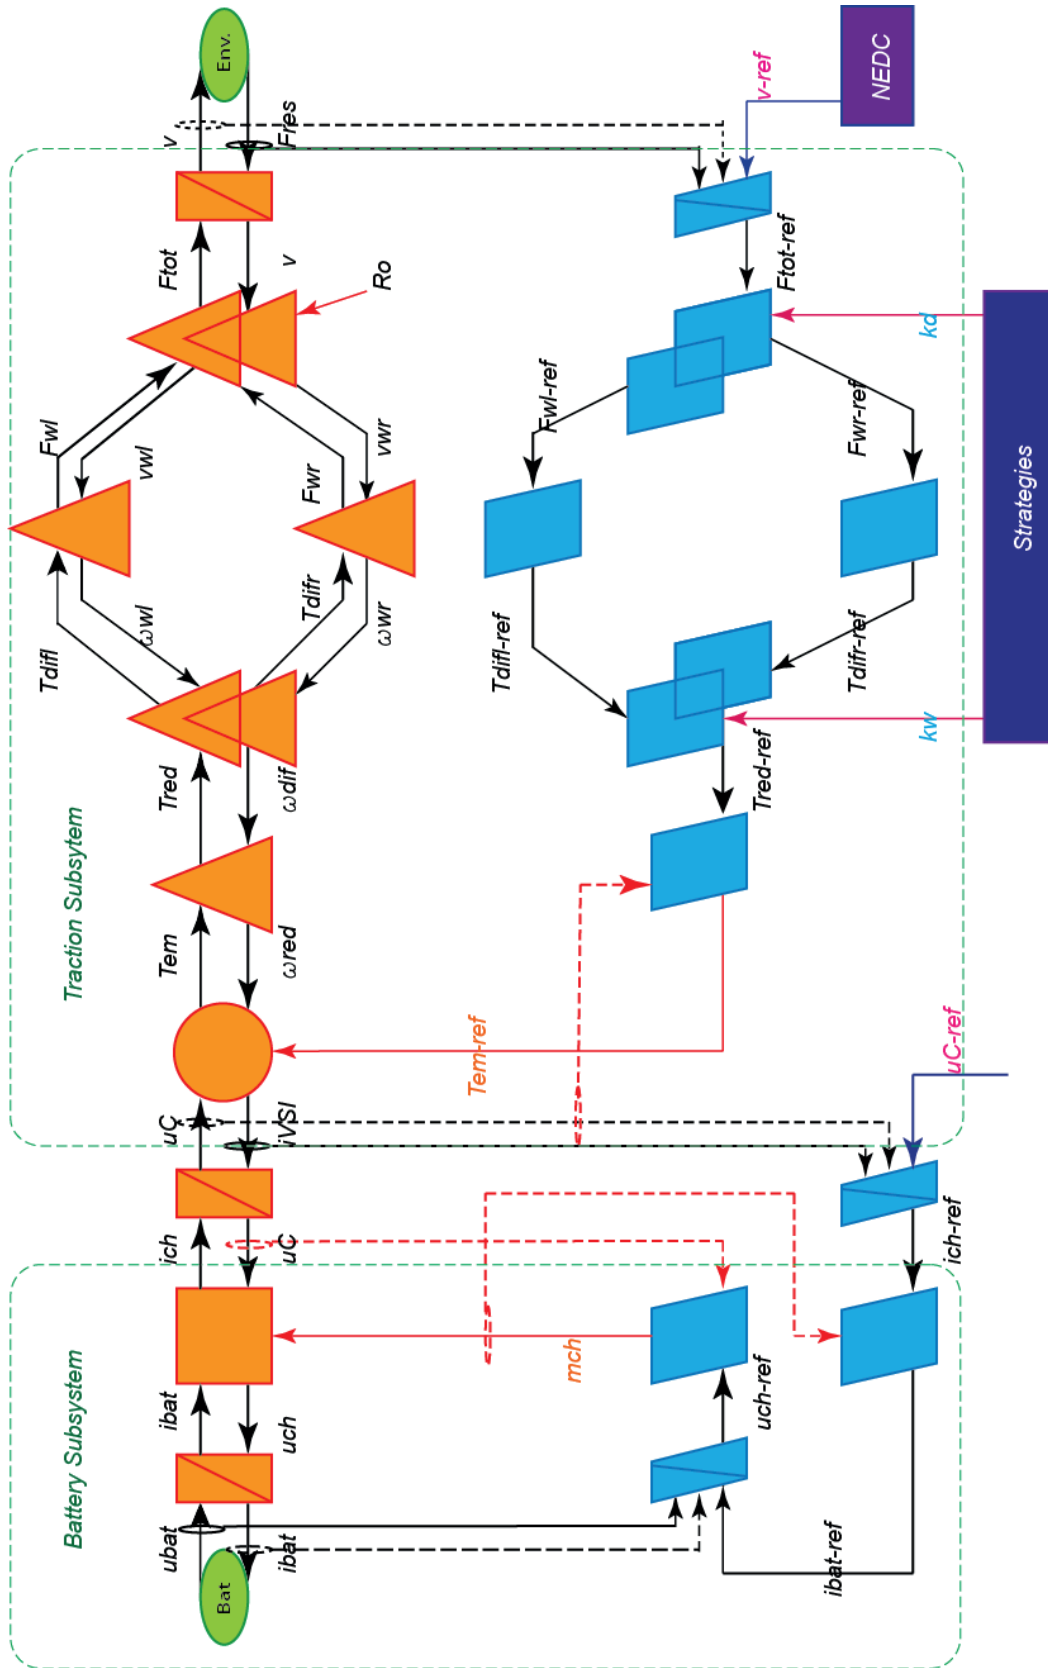 Battery Subsystem
Traction Subsytem
Bat
ubat
ibat
ibat
uch
ich
uC
uC
iVSI
Tem
ωred
Tred
ωdif
Tdifl
ωwl
Tdifr
ωwr
Fwl
vwl
Fwr
vwr
Ftot
v
Ro
v
Fres
Env.
mch
Tem-ref
uch-ref
ibat-ref
ich-ref
uC-ref
Tred-ref
Tdifl-ref
Tdifr-ref
Fwl-ref
Fwr-ref
Ftot-ref
v-ref
kw
kd
Strategies
NEDC